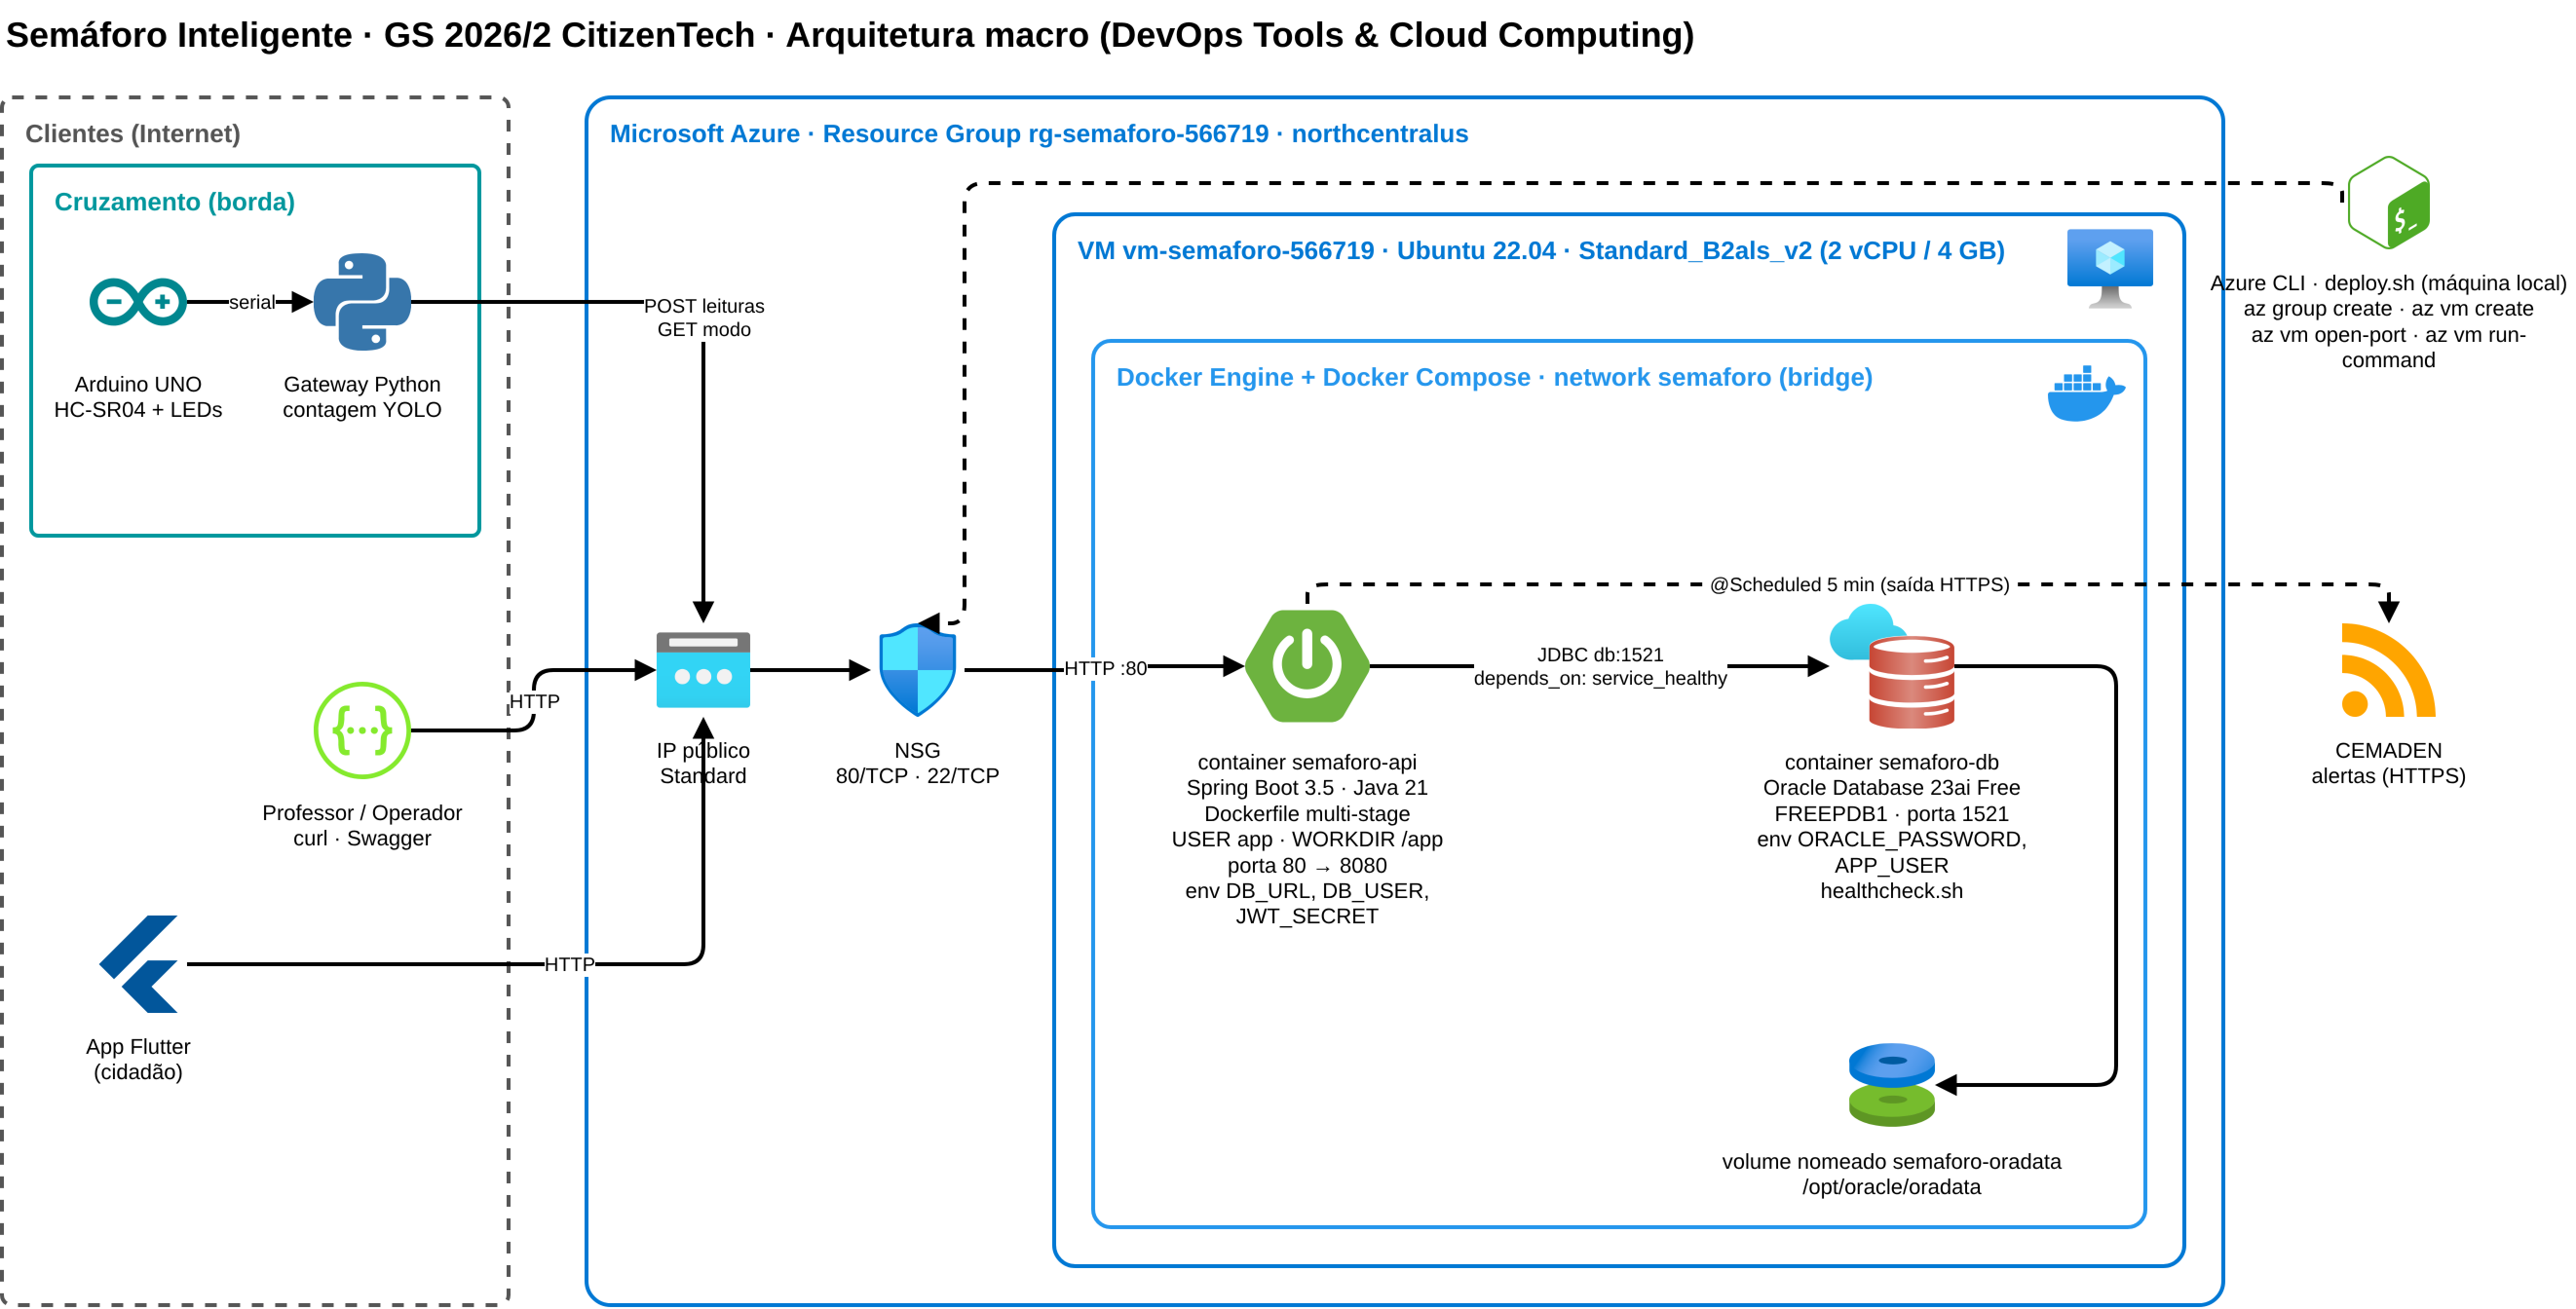 Semáforo Inteligente · GS 2026/2 CitizenTech · Arquitetura macro (DevOps Tools & Cloud Computing)
Clientes (Internet)
Cruzamento (borda)
serial
Arduino UNO
HC-SR04 + LEDs
Gateway Python
contagem YOLO
POST leituras
GET modo
Professor / Operador
curl · Swagger
HTTP
App Flutter
(cidadão)
HTTP
Microsoft Azure · Resource Group rg-semaforo-566719 · northcentralus
IP público
Standard
NSG
80/TCP · 22/TCP
HTTP :80
VM vm-semaforo-566719 · Ubuntu 22.04 · Standard_B2als_v2 (2 vCPU / 4 GB)
Docker Engine + Docker Compose · network semaforo (bridge)
@Scheduled 5 min (saída HTTPS)
JDBC db:1521
depends_on: service_healthy
container semaforo-api
Spring Boot 3.5 · Java 21
Dockerfile multi-stage
USER app · WORKDIR /app
porta 80 → 8080
env DB_URL, DB_USER,
JWT_SECRET
container semaforo-db
Oracle Database 23ai Free
FREEPDB1 · porta 1521
env ORACLE_PASSWORD,
APP_USER
healthcheck.sh
volume nomeado semaforo-oradata
/opt/oracle/oradata
$_
Azure CLI · deploy.sh (máquina local)
az group create · az vm create
az vm open-port · az vm run-
command
CEMADEN
alertas (HTTPS)